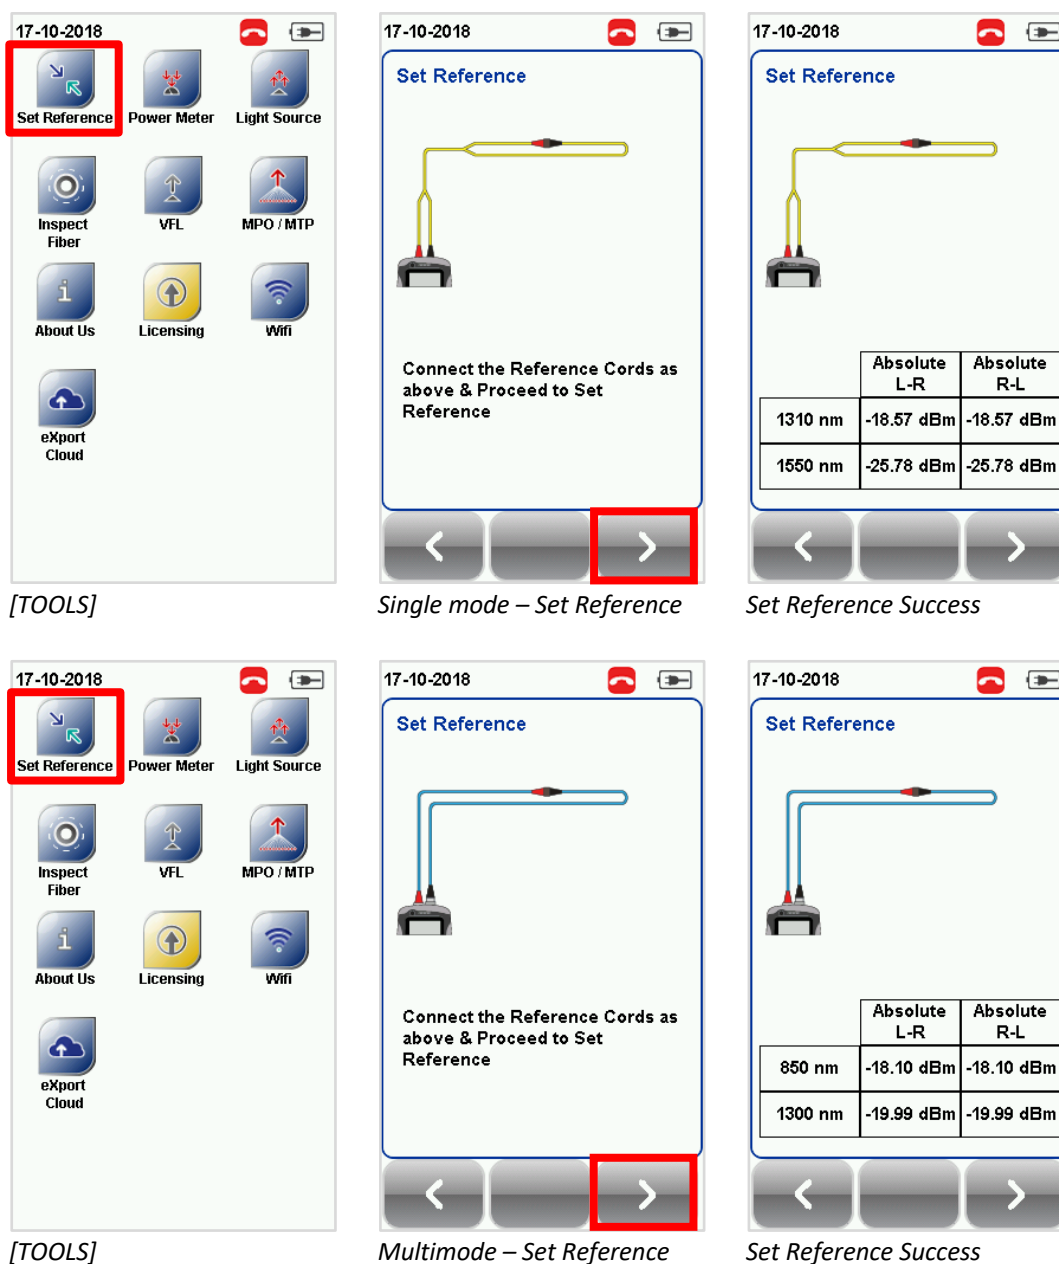 17-10-2018
Set Reference
Power Meter
Light Source
Inspect
Fiber
VFL
MPO / MTP
About Us
Licensing
Wifi
eXport
Cloud
[TOOLS]
17-10-2018
Set Reference
Connect the Reference Cords as
above & Proceed to Set
Reference
Single mode – Set Reference
17-10-2018
Set Reference
Absolute L-R Absolute R-L
1310 nm -18.57 dBm -18.57 dBm
1550 nm -25.78 dBm -25.78 dBm
Set Reference Success
17-10-2018
Set Reference
Power Meter
Light Source
Inspect
Fiber
VFL
MPO / MTP
About Us
Licensing
Wifi
eXport
Cloud
[TOOLS]
17-10-2018
Set Reference
Connect the Reference Cords as
above & Proceed to Set
Reference
Multimode – Set Reference
17-10-2018
Set Reference
Absolute L-R Absolute R-L
850 nm -18.10 dBm -18.10 dBm
1300 nm -19.99 dBm -19.99 dBm
Set Reference Success